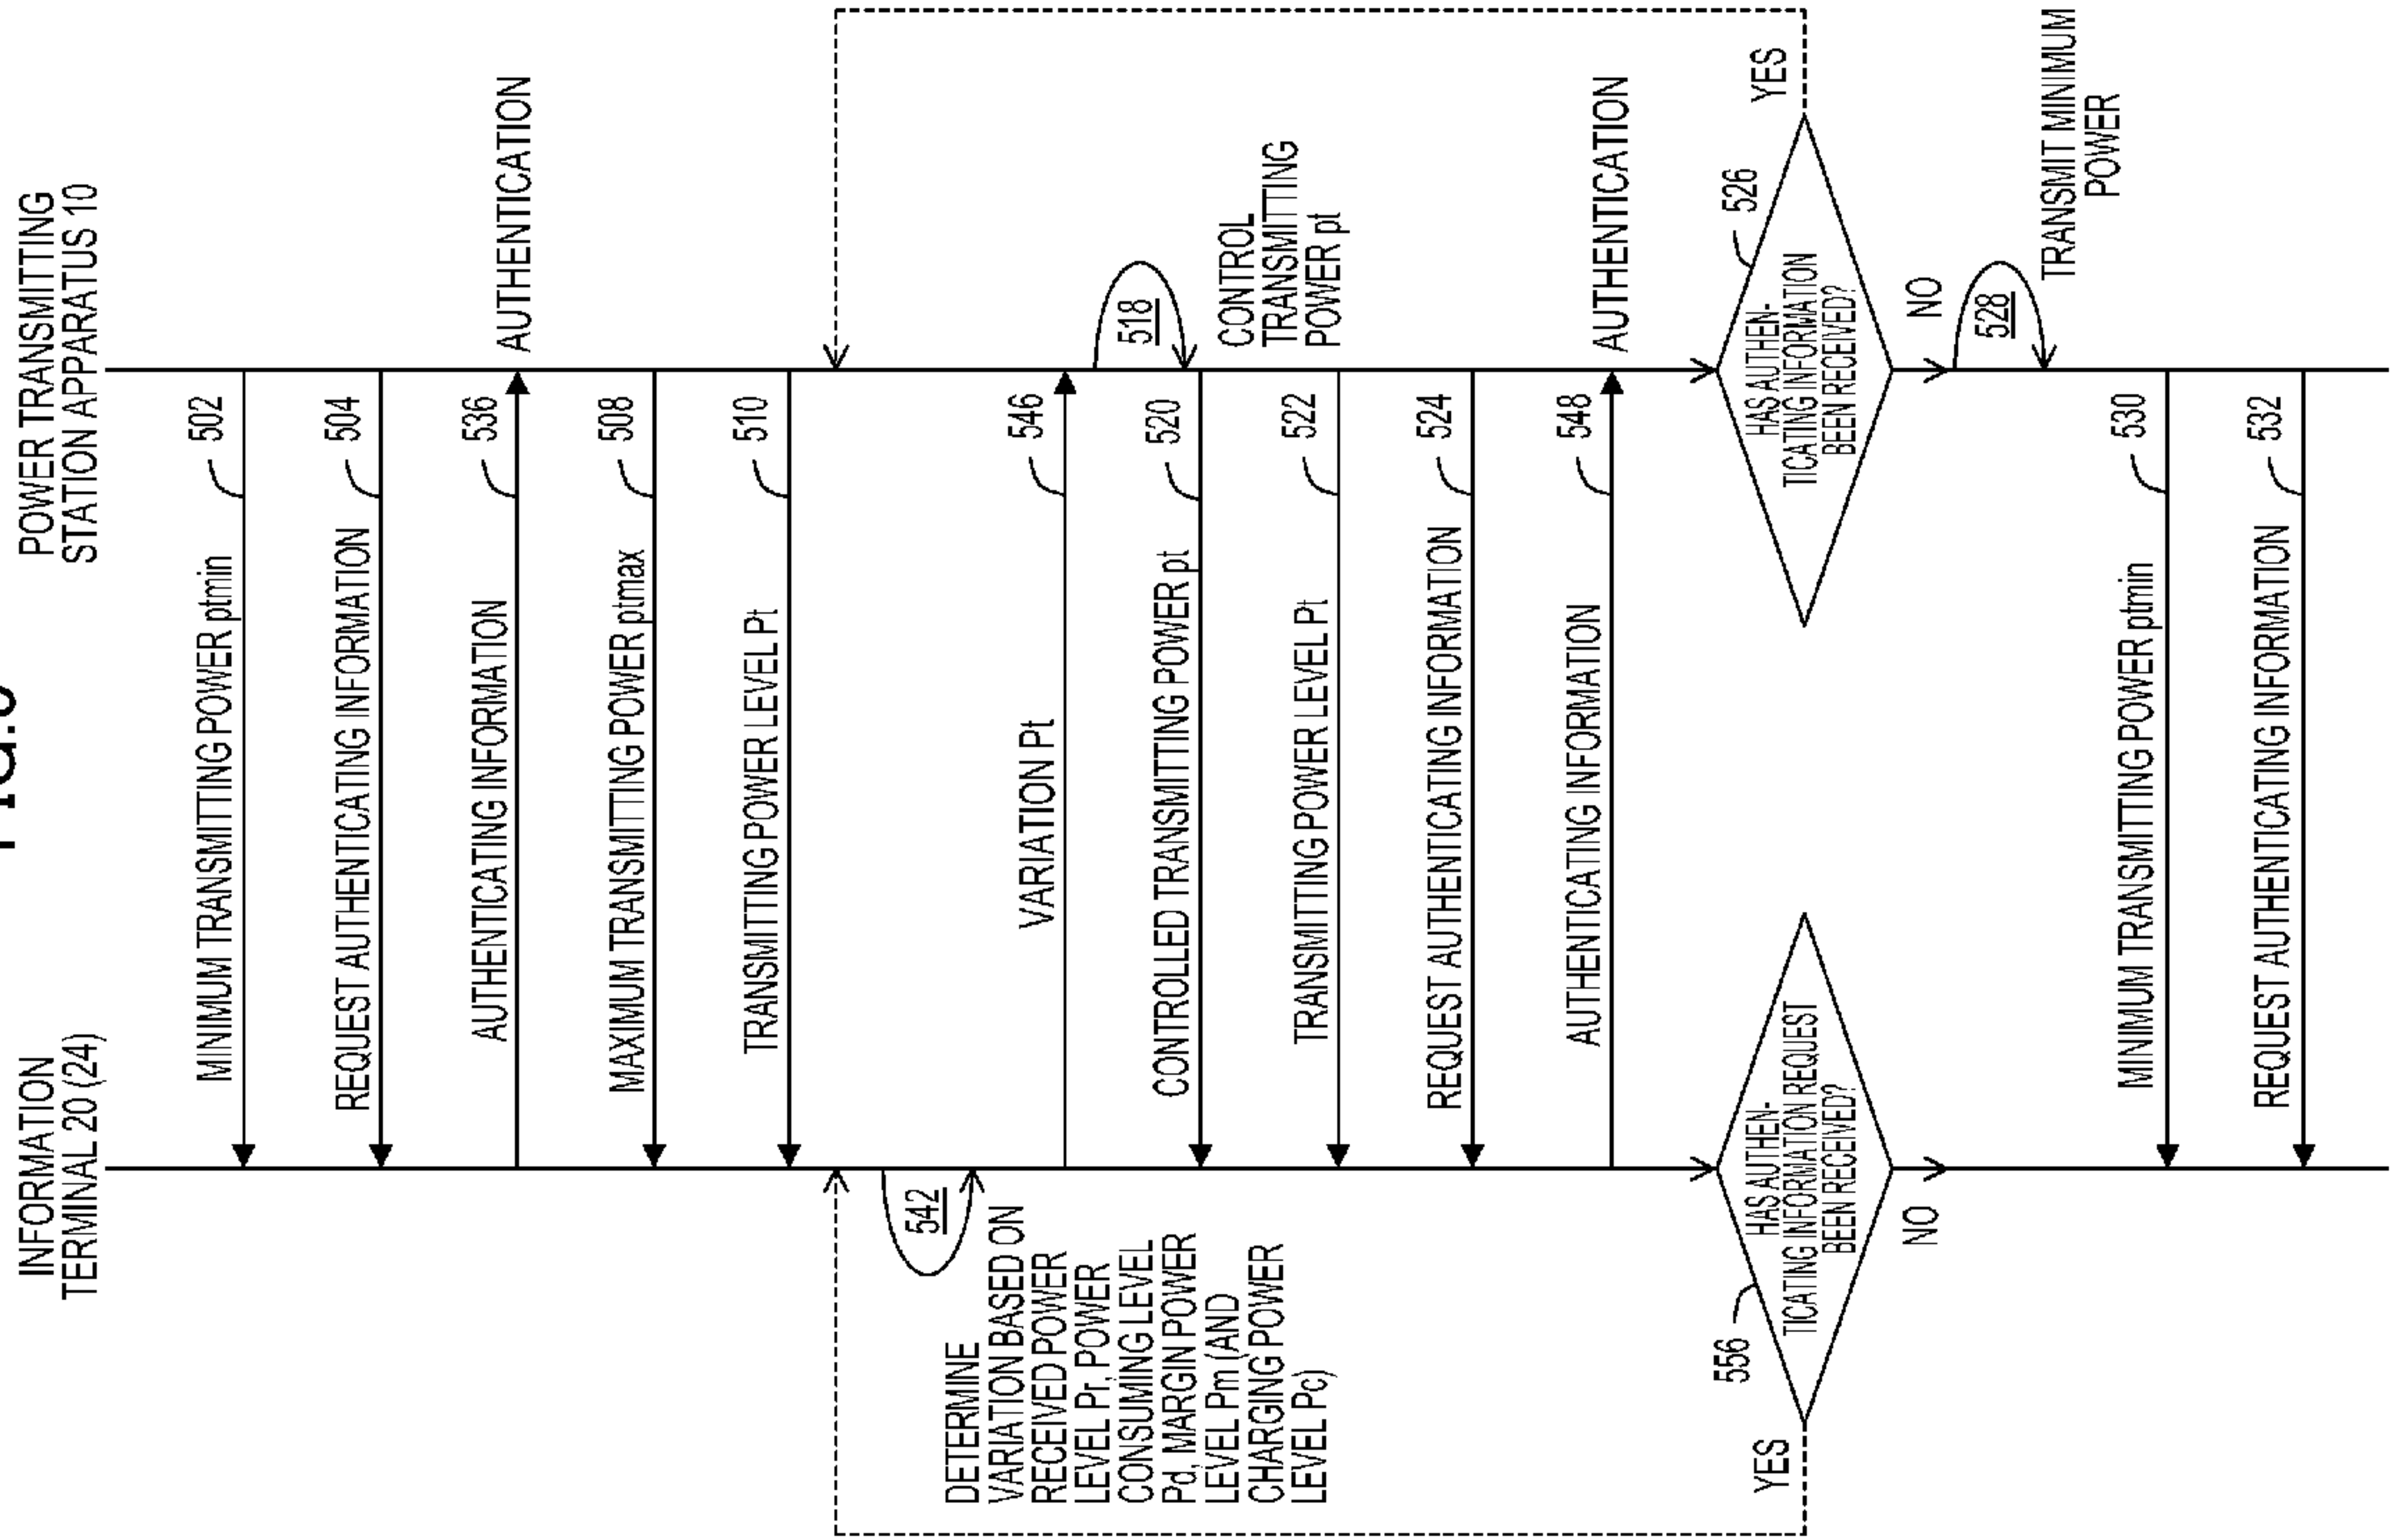 FIG.
INFORMATION
TERMINAL 20 (24)
POWER TRANSMITTING
STATION APPARATUS 10
MINIMUM TRANSMITTING POWER ptmin
502
REQUEST AUTHENTICATING INFORMATION
504
AUTHENTICATING INFORMATION
536
AUTHENTICATION
MAXIMUM TRANSMITTING POWER ptmax
508
TRANSMITTING POWER LEVEL Pt
510
542
DETERMINE
VARIATION BASED ON
RECEIVED POWER
LEVEL Pr, POWER
CONSUMING LEVEL
Pd, MARGIN POWER
LEVEL Pm (AND
CHARGING POWER
LEVEL Pc)
VARIATION Pt
546
518
CONTROL
TRANSMITTING
POWER pt
CONTROLLED TRANSMITTING POWER pt
520
TRANSMITTING POWER LEVEL Pt
522
REQUEST AUTHENTICATING INFORMATION
524
AUTHENTICATING INFORMATION
548
AUTHENTICATION
YES
556
HAS AUTHEN-
TICATING INFORMATION REQUEST
BEEN RECEIVED?
NO
HAS AUTHEN-
TICATING INFORMATION
BEEN RECEIVED?
526
YES
NO
528
TRANSMIT MINIMUM
POWER
MINIMUM TRANSMITTING POWER ptmin
530
REQUEST AUTHENTICATING INFORMATION
532